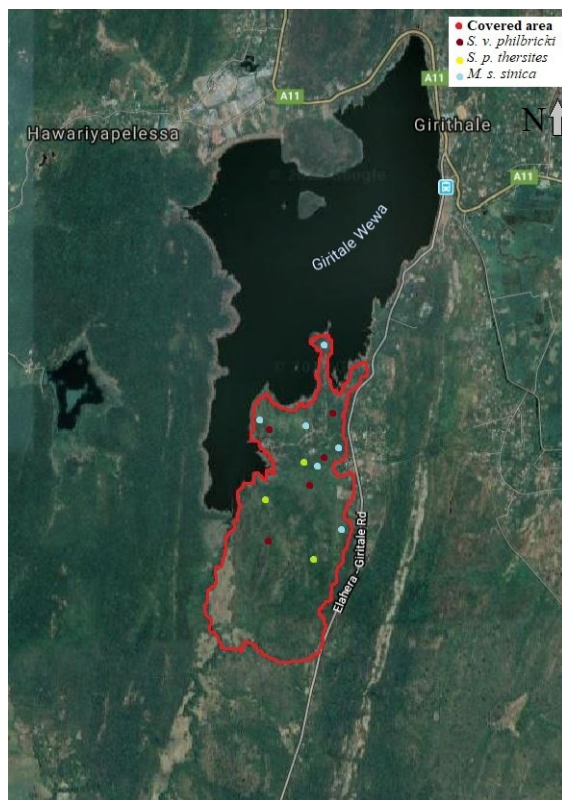 Covered area
S. v. philbricki
S. p. thersites
M. s. sinica
N
A11
A11
Hawariyapelessa
Girithale
A11
Giritale Wewa
Elahera - Giritale Rd